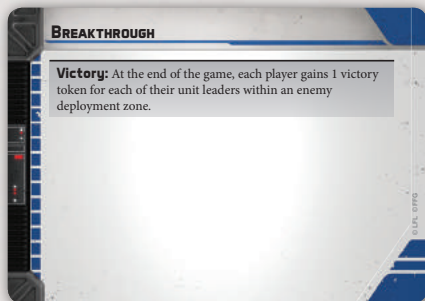 BREAKTHROUGH
Victory: At the end of the game, each player gains 1 victory
token for each of their unit leaders within an enemy
deployment zone.
© LFL © FFG